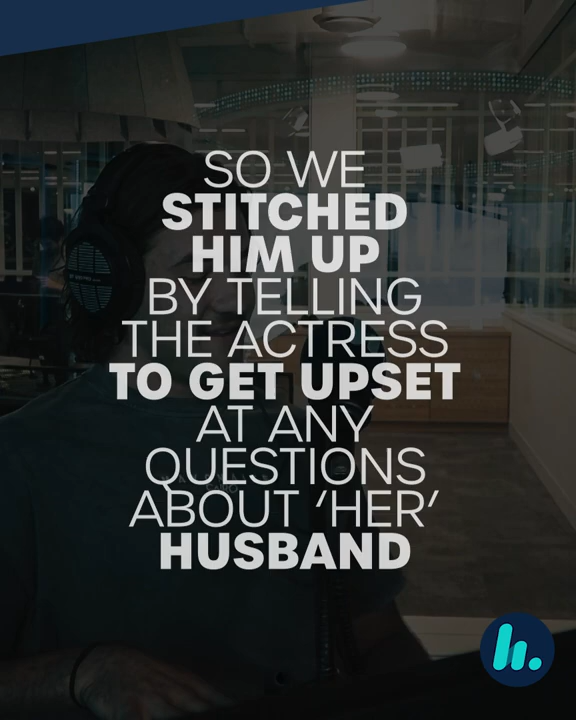 SO WE
STITCHED
HIM UP
BY TELLING
THE ACTRESS
TO GET UPSET
AT ANY
QUESTIONS
ABOUT ‘HER’
HUSBAND
h.